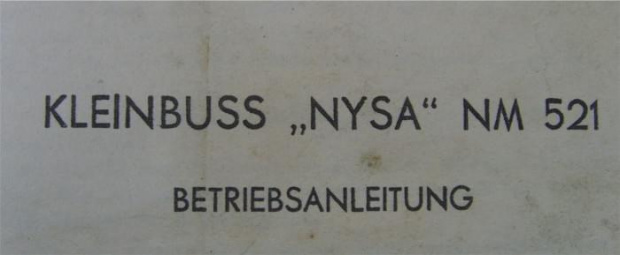 KLEINBUSS „NYSA“ NM 521
BETRIEBSANLEITUNG